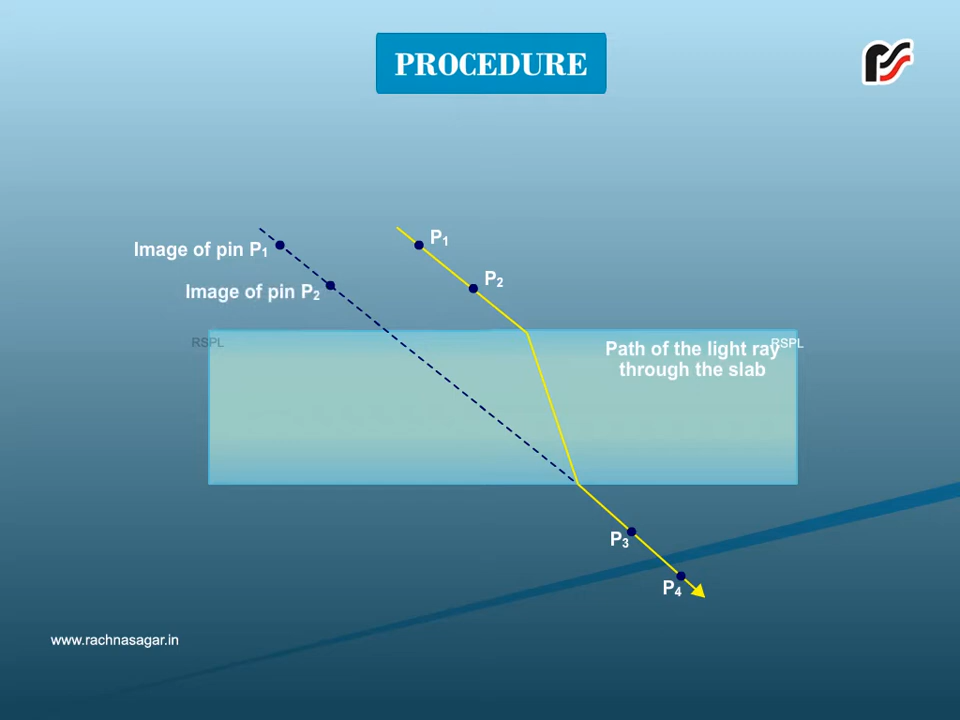 PROCEDURE
P₁
Image of pin P₁
P₂
Image of pin P₂
RSPL
Path of the light ray
RSPL
through the slab
P₃
P₄
www.rachnasagar.in